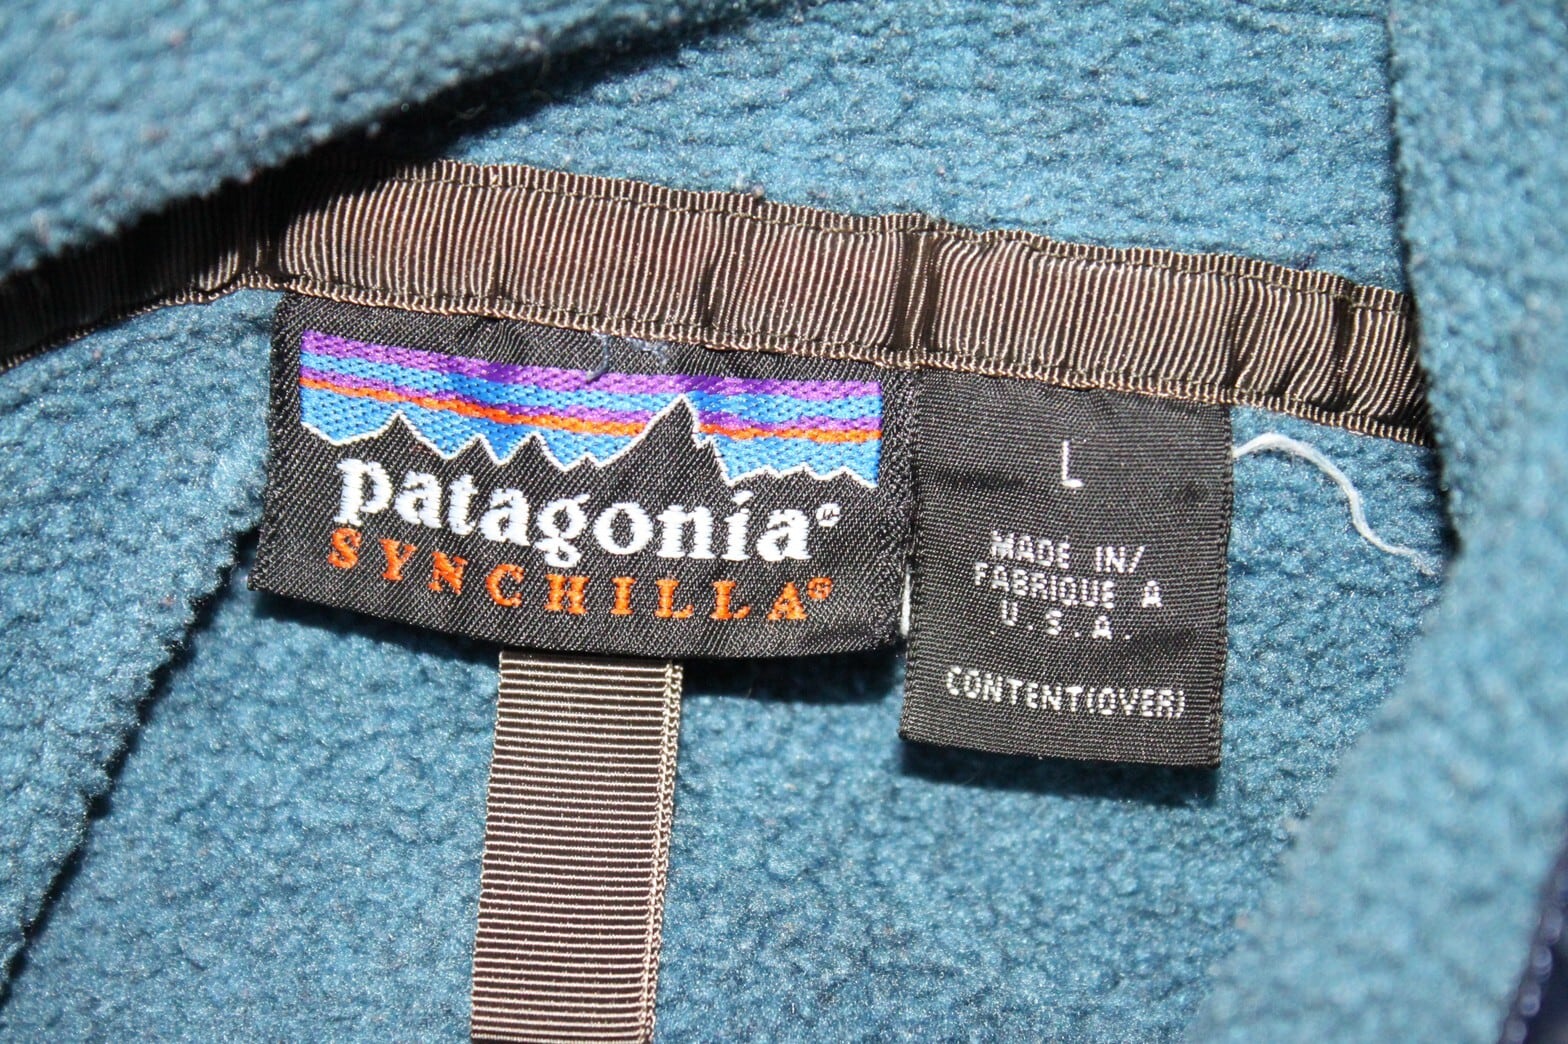 patagonia®
SYNCHILLA®
L
MADE IN/
FABRIQUE A
U.S.A.
CONTENT(OVER)